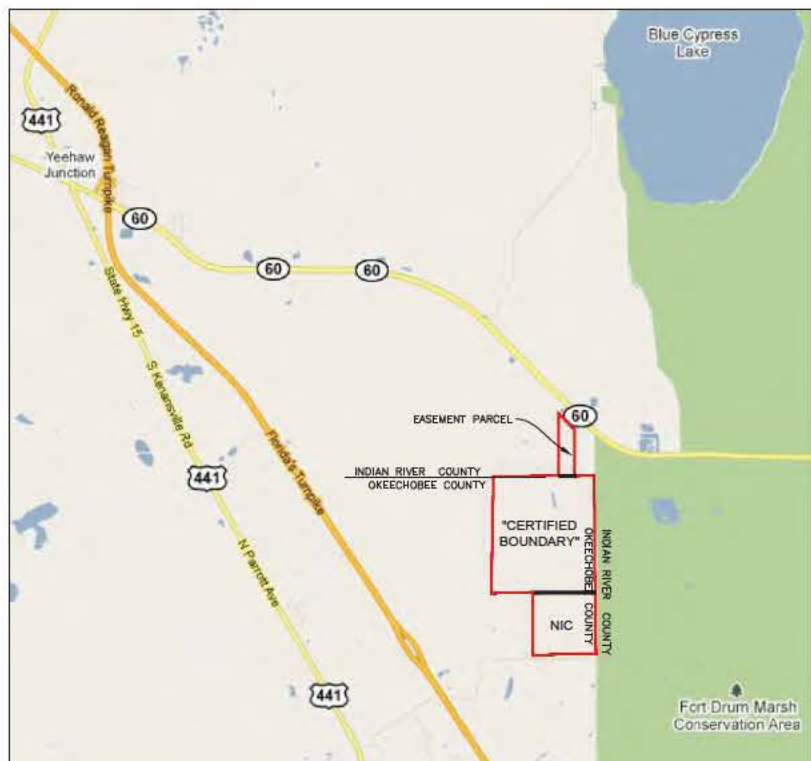 Blue Cypress
Lake
441
Ronald Reagan Turnpike
Yeehaw
Junction
60
60
60
State Hwy 15
S Kenansville Rd
Florida's Turnpike
60
EASEMENT PARCEL
INDIAN RIVER COUNTY
OKEECHOBEE COUNTY
441
"CERTIFIED
BOUNDARY"
INDIAN RIVER COUNTY
OKEECHOBEE COUNTY
N Parrott Ave
NIC
441
Fort Drum Marsh
Conservation Area